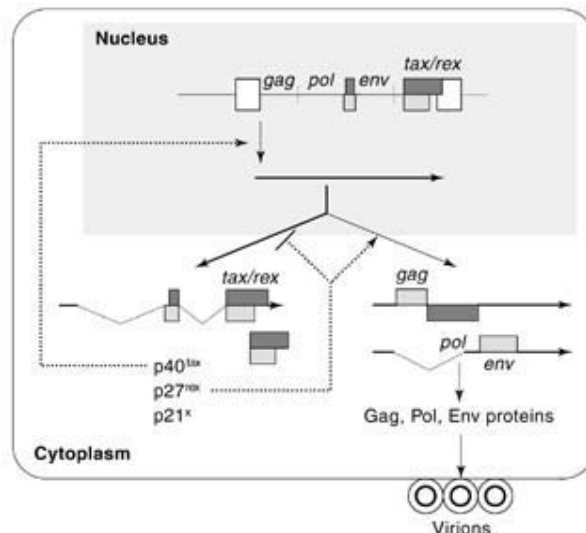 Nucleus
tax/rex
gag pol env
tax/rex
gag
pol
env
p40tax
p27rex
p21x
Gag, Pol, Env proteins
Cytoplasm
Virions